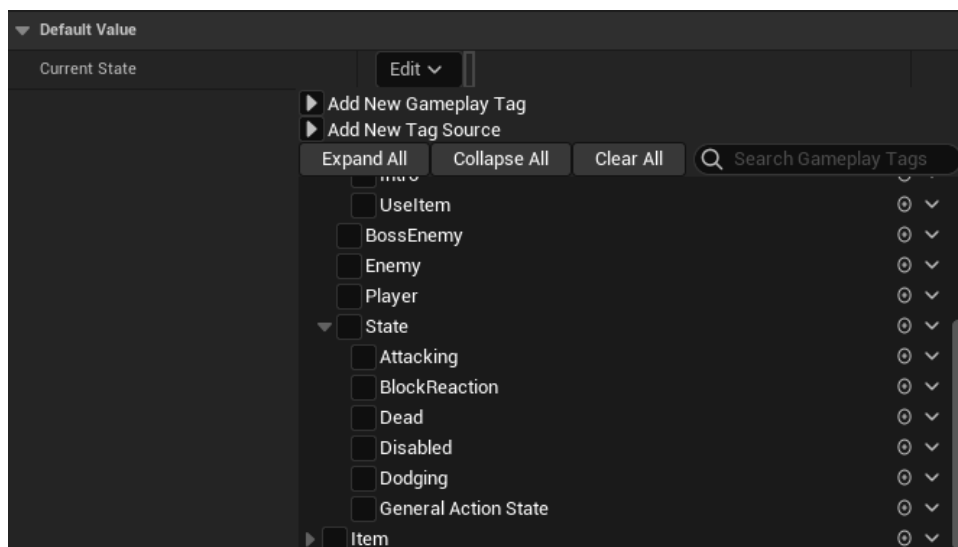 Default Value
Current State Edit
Add New Gameplay Tag
Add New Tag Source
Expand All Collapse All Clear All Search Gameplay Tags
UseItem
BossEnemy
Enemy
Player
State
Attacking
BlockReaction
Dead
Disabled
Dodging
General Action State
Item